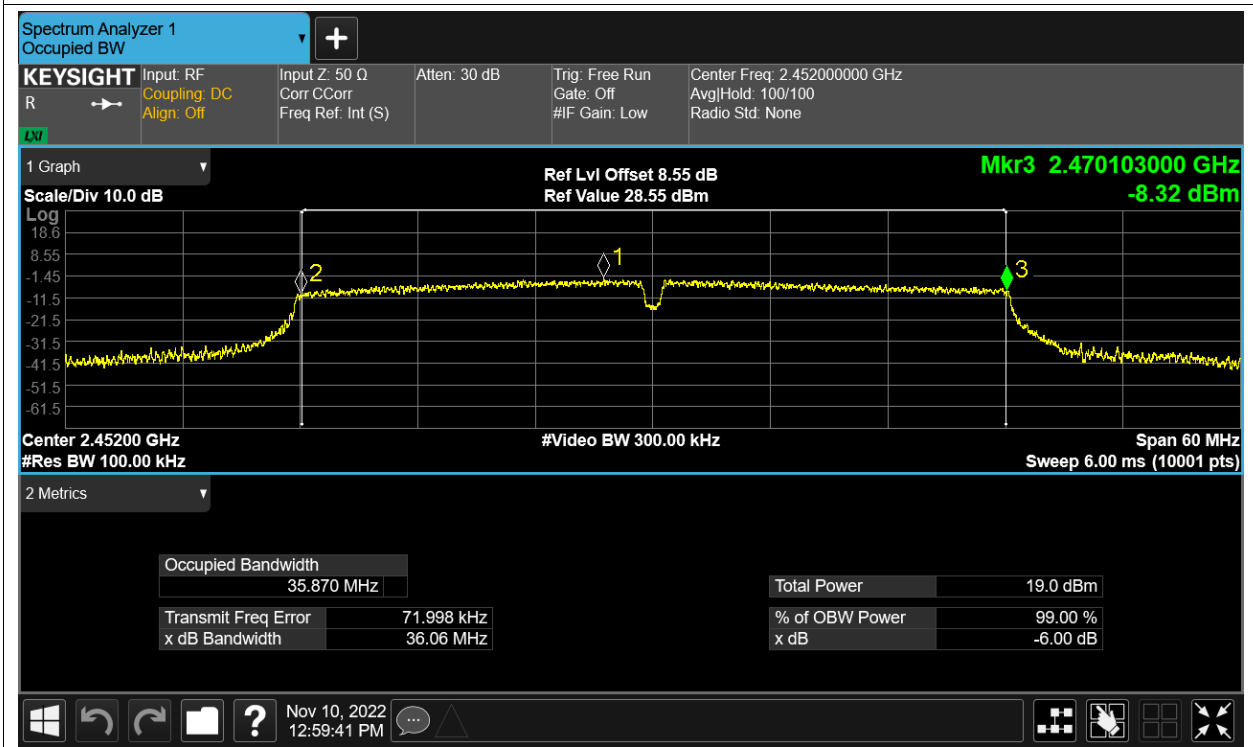 Spectrum Analyzer 1
Occupied BW
KEYSIGHT
R
LXI
Input: RF
Coupling: DC
Align: Off
Input Z: 50 Ω
Corr CCorr
Freq Ref: Int (S)
Atten: 30 dB
Trig: Free Run
Gate: Off
#IF Gain: Low
Center Freq: 2.452000000 GHz
Avg|Hold: 100/100
Radio Std: None
1 Graph
Scale/Div 10.0 dB
Ref Lvl Offset 8.55 dB
Ref Value 28.55 dBm
Mkr3 2.470103000 GHz
-8.32 dBm
Log
18.6
8.55
-1.45
-11.5
-21.5
-31.5
-41.5
-51.5
-61.5
2
1
3
Center 2.45200 GHz
#Res BW 100.00 kHz
#Video BW 300.00 kHz
Span 60 MHz
Sweep 6.00 ms (10001 pts)
2 Metrics
Occupied Bandwidth
35.870 MHz
Transmit Freq Error 71.998 kHz
x dB Bandwidth 36.06 MHz
Total Power 19.0 dBm
% of OBW Power 99.00 %
x dB -6.00 dB
?
Nov 10, 2022
12:59:41 PM